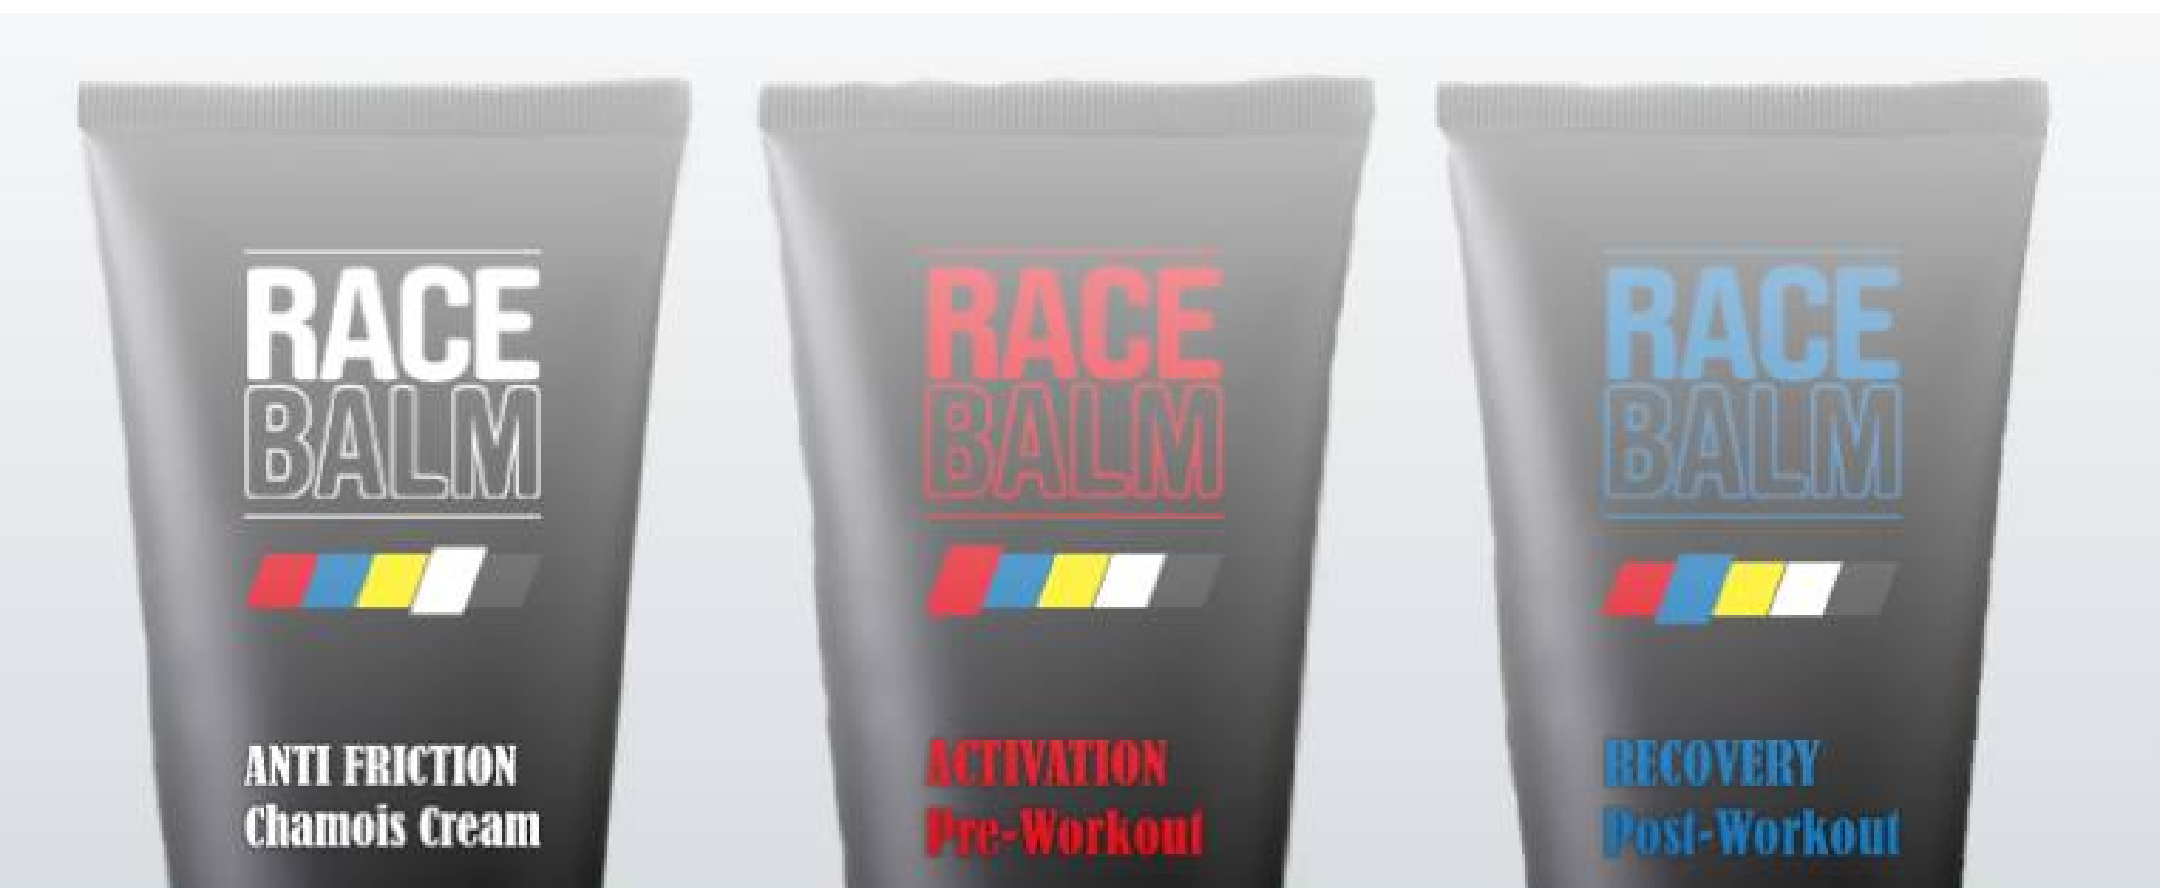 RACE
BALM
ANTI FRICTION
Chamois Cream
RACE
BALM
ACTIVATION
Pre-Workout
RACE
BALM
RECOVERY
Post-Workout